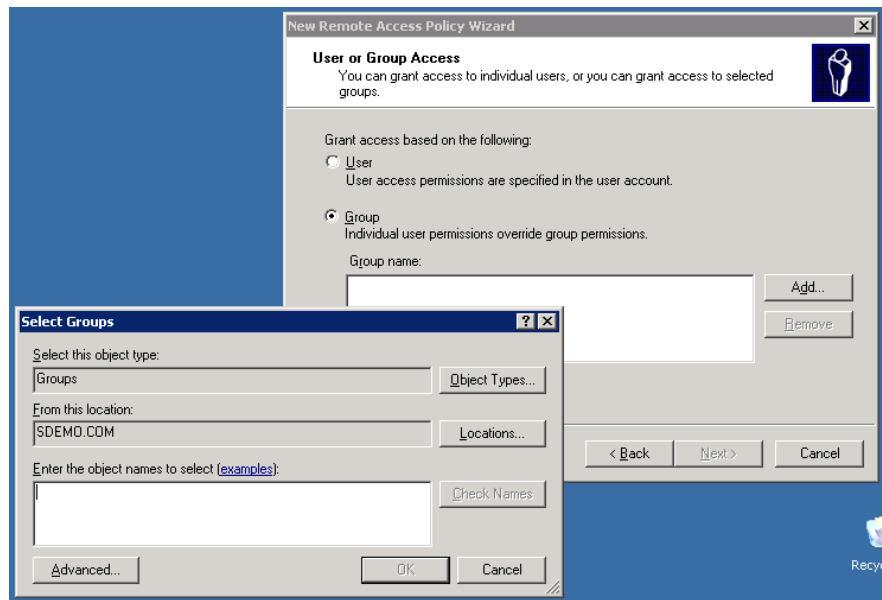 New Remote Access Policy Wizard
User or Group Access
You can grant access to individual users, or you can grant access to selected
groups.
Grant access based on the following:
User
User access permissions are specified in the user account.
Group
Individual user permissions override group permissions.
Group name:
Add...
Remove
< Back
Next >
Cancel
Select Groups
Select this object type:
Groups
Object Types...
From this location:
SDEMO.COM
Locations...
Enter the object names to select (examples):
Check Names
Advanced...
OK
Cancel
Recy